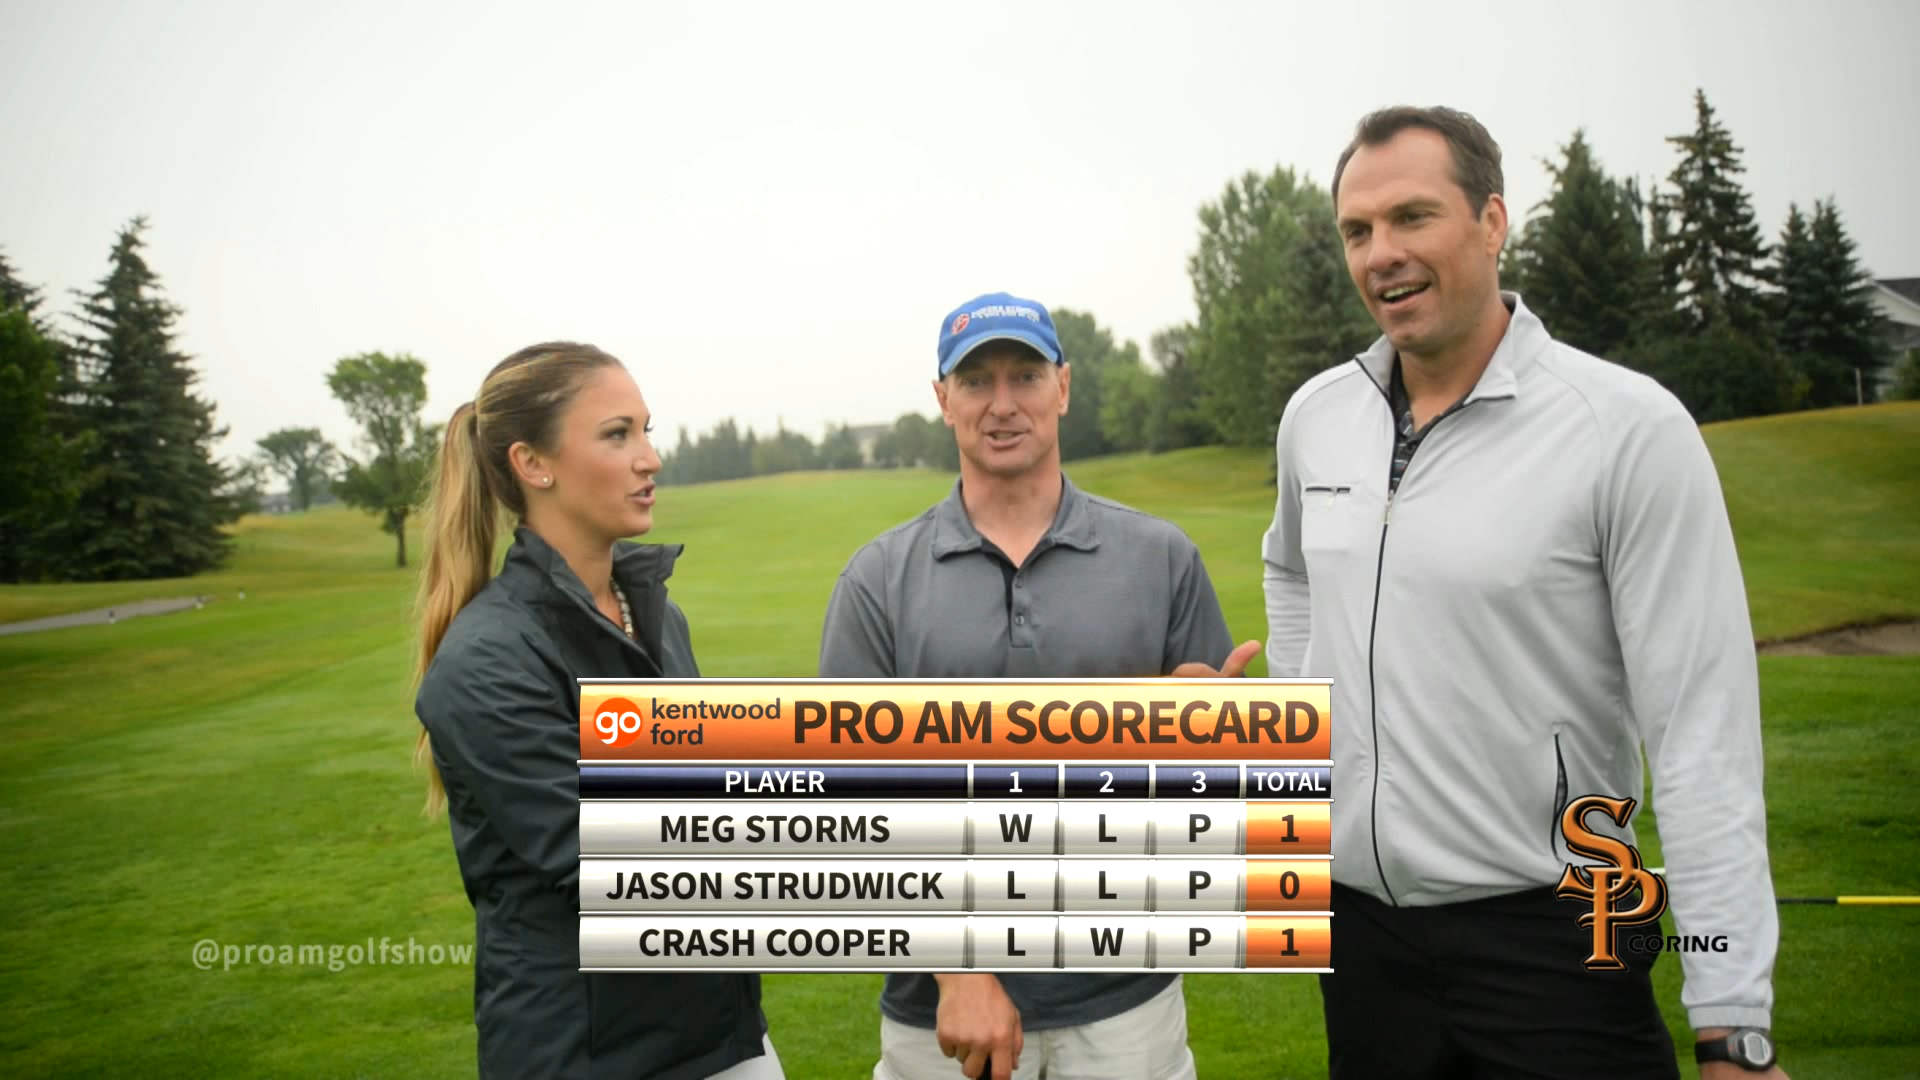 go kentwood ford PRO AM SCORECARD
PLAYER 1 2 3 TOTAL
MEG STORMS W L P 1
JASON STRUDWICK L L P 0
CRASH COOPER L W P 1
@proamgolfshow
SP CORING